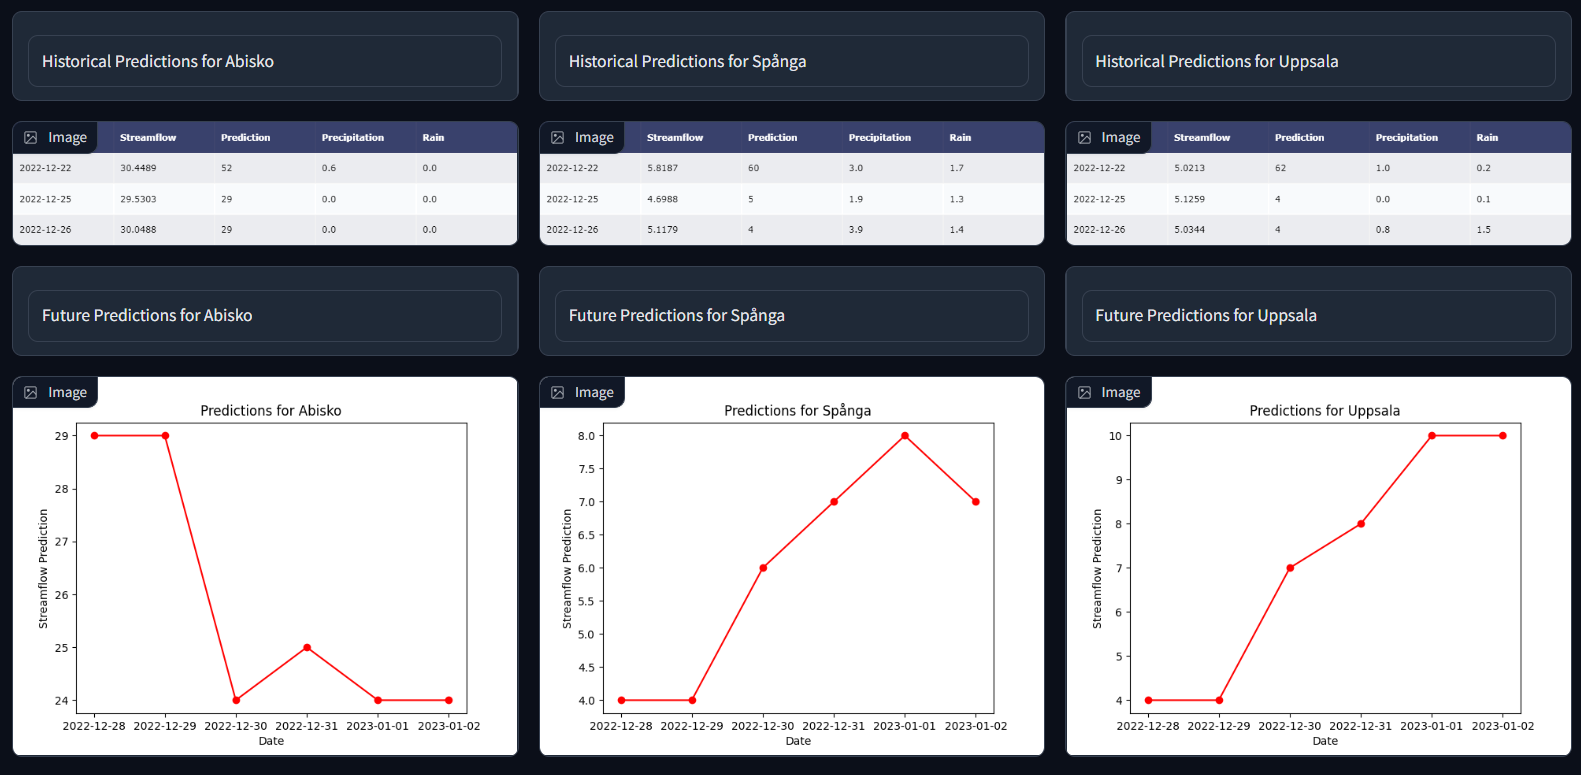 Historical Predictions for Abisko
Historical Predictions for Spånga
Historical Predictions for Uppsala
Image Streamflow Prediction Precipitation Rain
2022-12-22 30.4489 52 0.6 0.0
2022-12-25 29.5303 29 0.0 0.0
2022-12-26 30.0488 29 0.0 0.0
Image Streamflow Prediction Precipitation Rain
2022-12-22 5.8187 60 3.0 1.7
2022-12-25 4.6988 5 1.9 1.3
2022-12-26 5.1179 4 3.9 1.4
Image Streamflow Prediction Precipitation Rain
2022-12-22 5.0213 62 1.0 0.2
2022-12-25 5.1259 4 0.0 0.1
2022-12-26 5.0344 4 0.8 1.5
Future Predictions for Abisko
Future Predictions for Spånga
Future Predictions for Uppsala
Image
Predictions for Abisko
Streamflow Prediction
29
28
27
26
25
24
2022-12-28 2022-12-29 2022-12-30 2022-12-31 2023-01-01 2023-01-02
Date
Image
Predictions for Spånga
Streamflow Prediction
8.0
7.5
7.0
6.5
6.0
5.5
5.0
4.5
4.0
2022-12-28 2022-12-29 2022-12-30 2022-12-31 2023-01-01 2023-01-02
Date
Image
Predictions for Uppsala
Streamflow Prediction
10
9
8
7
6
5
4
2022-12-28 2022-12-29 2022-12-30 2022-12-31 2023-01-01 2023-01-02
Date